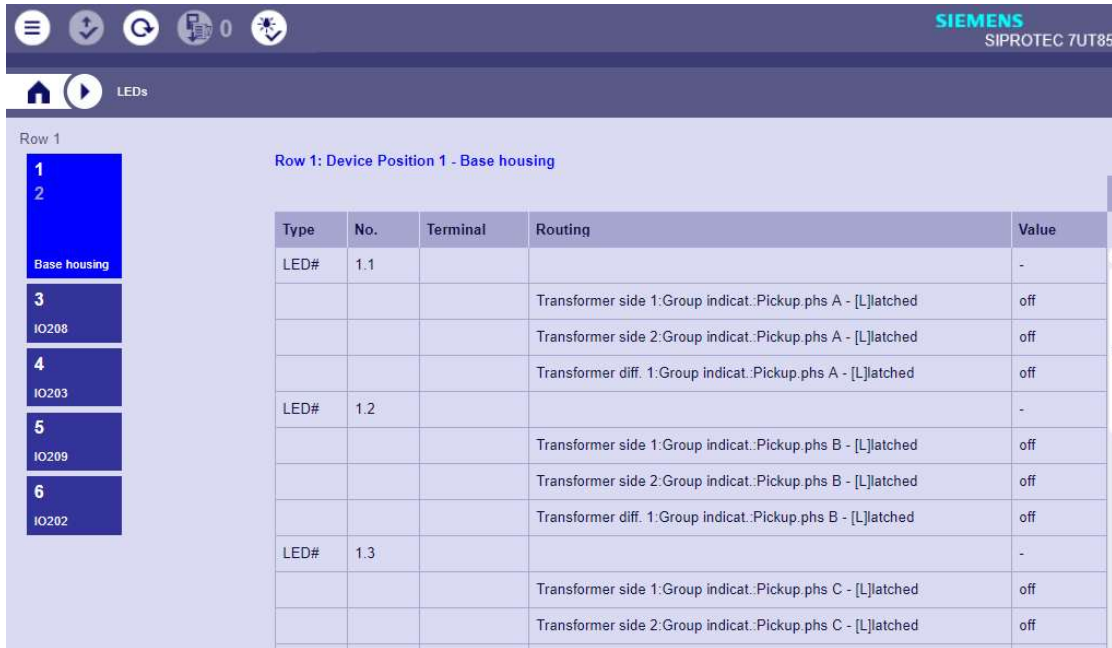 0
SIEMENS
SIPROTEC 7UT85
LEDs
Row 1
1
2
Base housing
3
IO208
4
IO203
5
IO209
6
IO202
Row 1: Device Position 1 - Base housing
Type No. Terminal Routing Value
LED# 1.1 -
Transformer side 1:Group indicat.:Pickup.phs A - [L]latched off
Transformer side 2:Group indicat.:Pickup.phs A - [L]latched off
Transformer diff. 1:Group indicat.:Pickup.phs A - [L]latched off
LED# 1.2 -
Transformer side 1:Group indicat.:Pickup.phs B - [L]latched off
Transformer side 2:Group indicat.:Pickup.phs B - [L]latched off
Transformer diff. 1:Group indicat.:Pickup.phs B - [L]latched off
LED# 1.3 -
Transformer side 1:Group indicat.:Pickup.phs C - [L]latched off
Transformer side 2:Group indicat.:Pickup.phs C - [L]latched off